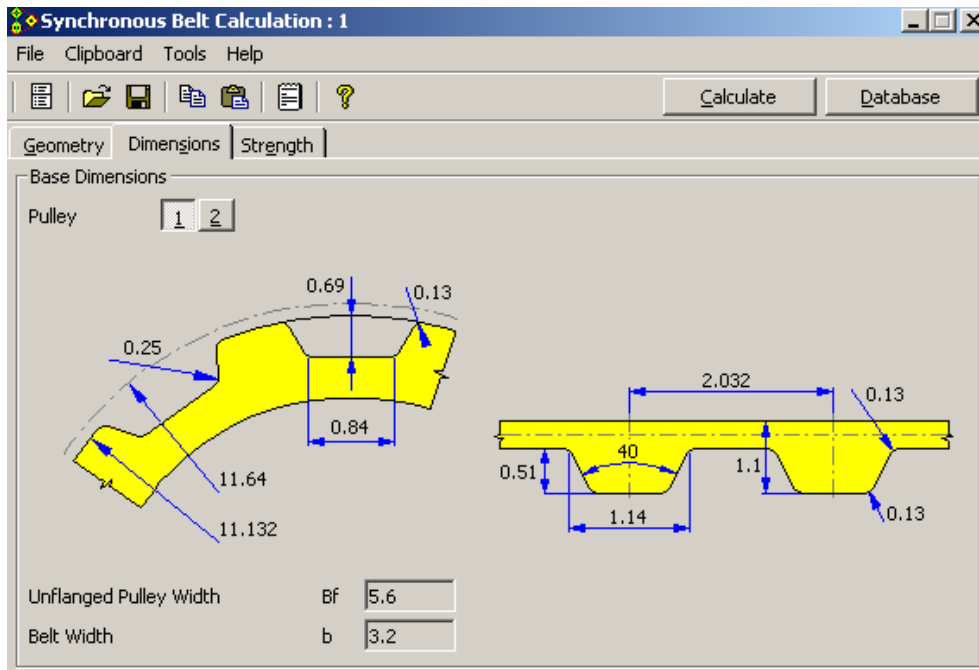 Synchronous Belt Calculation : 1
File Clipboard Tools Help
Calculate Database
Geometry Dimensions Strength
Base Dimensions
Pulley 1 2
0.69
0.13
0.25
2.032
0.13
0.84
40
1.1
0.51
11.64
1.14
0.13
11.132
Unflanged Pulley Width Bf 5.6
Belt Width b 3.2